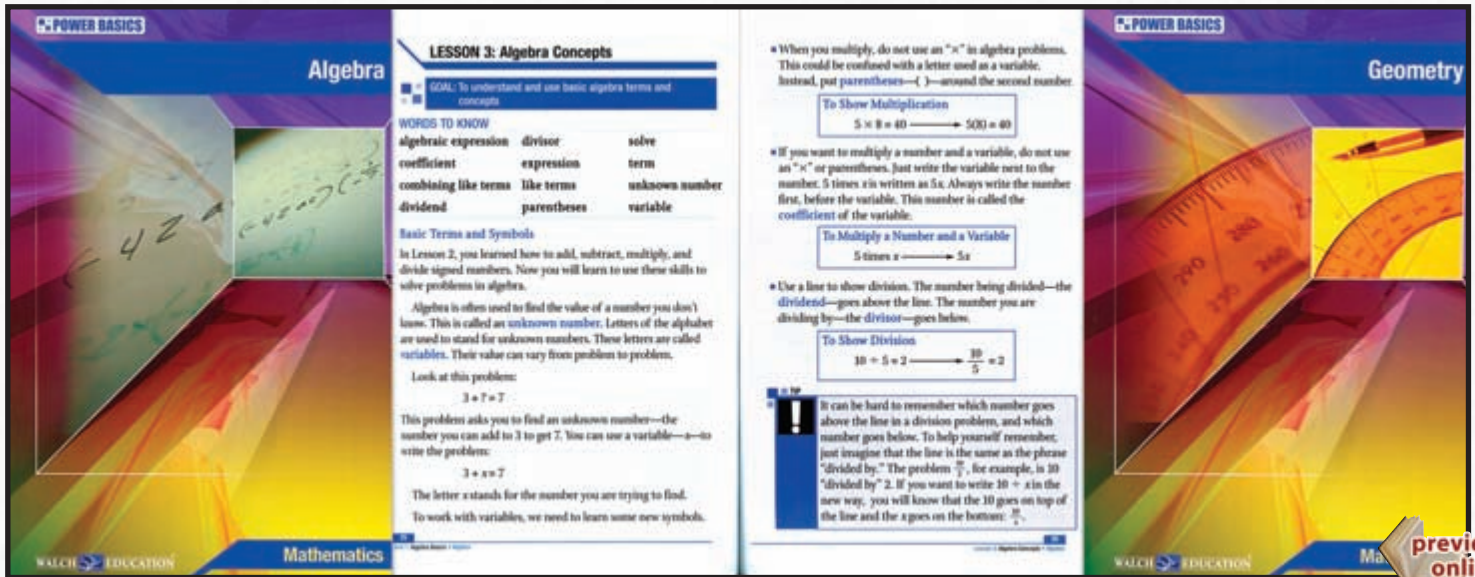 POWER BASICS
Algebra
WALCH EDUCATION
Mathematics
LESSON 3: Algebra Concepts
GOAL: To understand and use basic algebra terms and
concepts
WORDS TO KNOW
algebraic expression divisor solve
coefficient expression term
combining like terms like terms unknown number
dividend parentheses variable
Basic Terms and Symbols
In Lesson 2, you learned how to add, subtract, multiply, and
divide signed numbers. Now you will learn to use these skills to
solve problems in algebra.
Algebra is often used to find the value of a number you don't
know. This is called an unknown number. Letters of the alphabet
are used to stand for unknown numbers. These letters are called
variables. Their value can vary from problem to problem.
Look at this problem:
3 + ? = 7
This problem asks you to find an unknown number—the
number you can add to 3 to get 7. You can use a variable—x—to
write the problem:
3 + x = 7
The letter x stands for the number you are trying to find.
To work with variables, we need to learn some new symbols.
When you multiply, do not use an "×" in algebra problems.
This could be confused with a letter used as a variable.
Instead, put parentheses—( )—around the second number.
To Show Multiplication
5 × 8 = 40 → 5(8) = 40
If you want to multiply a number and a variable, do not use
an "×" or parentheses. Just write the variable next to the
number. 5 times x is written as 5x. Always write the number
first, before the variable. This number is called the
coefficient of the variable.
To Multiply a Number and a Variable
5 times x → 5x
Use a line to show division. The number being divided—the
dividend—goes above the line. The number you are
dividing by—the divisor—goes below.
To Show Division
10 ÷ 5 = 2 → 10/5 = 2
TIP
It can be hard to remember which number goes
above the line in a division problem, and which
number goes below. To help yourself remember,
just imagine that the line is the same as the phrase
"divided by." The problem 10/2, for example, is 10
"divided by" 2. If you want to write 10 ÷ x in the
new way, you will know that the 10 goes on top of
the line and the x goes on the bottom: 10/x.
POWER BASICS
Geometry
290
280
WALCH EDUCATION
Ma
previe
onli